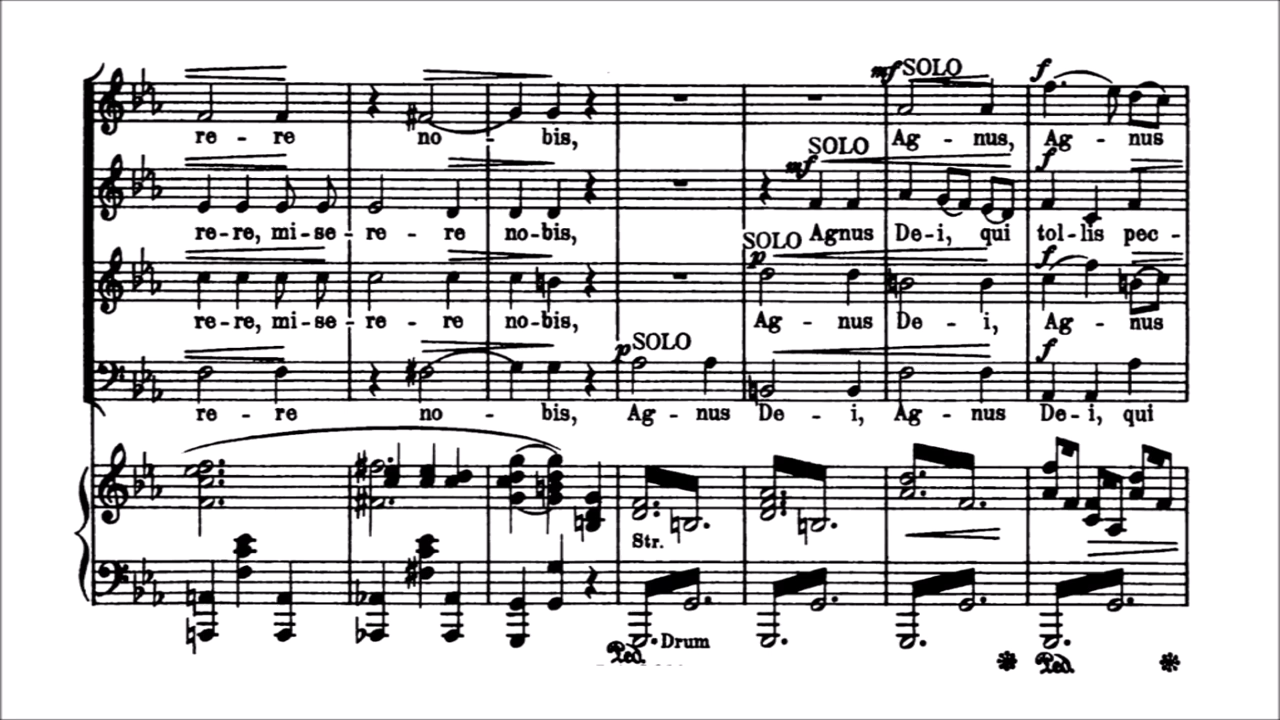 mf SOLO f
re - re no - bis, Ag - nus, Ag - nus
mf SOLO f
re-re, mi-se - re - re no-bis, Agnus De-i, qui tol-lis pec-
SOLO p f
re-re, mi-se - re - re no-bis, Ag - nus De - i, Ag - nus
p SOLO f
re - re no - bis, Ag - nus De - i, Ag - nus De-i, qui
Str.
Drum
Ped. Ped.